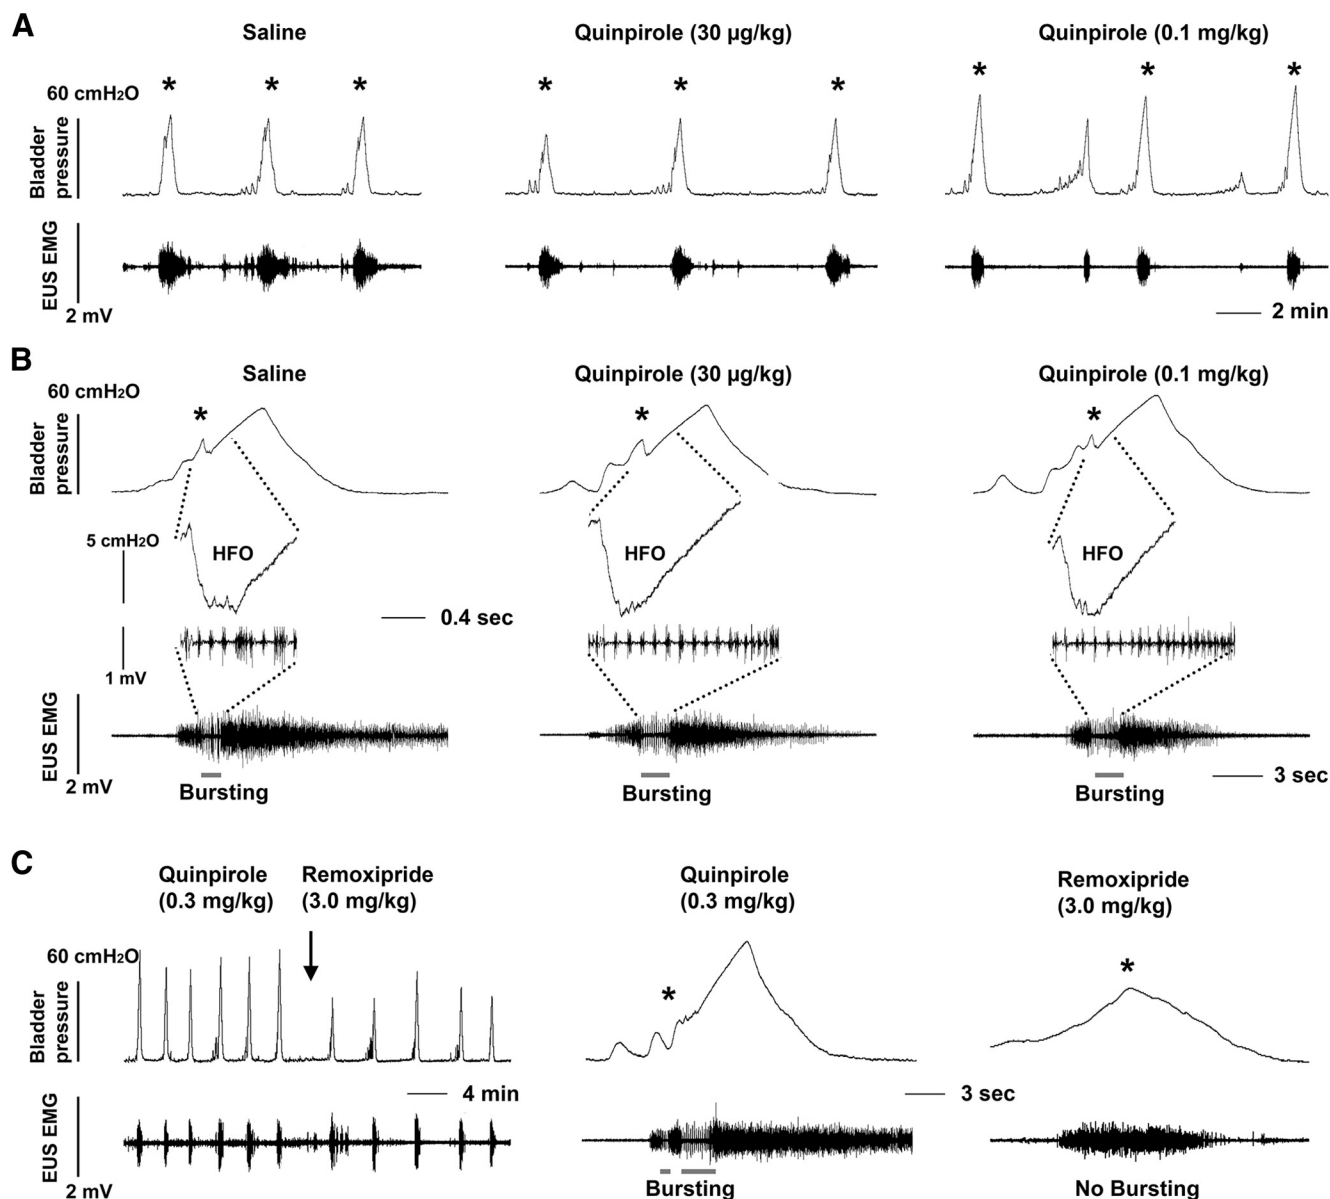 A
Saline
Quinpirole (30 µg/kg)
Quinpirole (0.1 mg/kg)
* * *
* * *
* * *
60 cmH2O
Bladder
pressure
EUS EMG
2 mV
2 min
B
Saline
Quinpirole (30 µg/kg)
Quinpirole (0.1 mg/kg)
60 cmH2O
* * *
Bladder
pressure
5 cmH2O
HFO
HFO
HFO
0.4 sec
1 mV
EUS EMG
2 mV
Bursting
Bursting
Bursting
3 sec
C
Quinpirole
(0.3 mg/kg)
Remoxipride
(3.0 mg/kg)
Quinpirole
(0.3 mg/kg)
Remoxipride
(3.0 mg/kg)
60 cmH2O
* *
Bladder
pressure
4 min
3 sec
EUS EMG
2 mV
Bursting
No Bursting